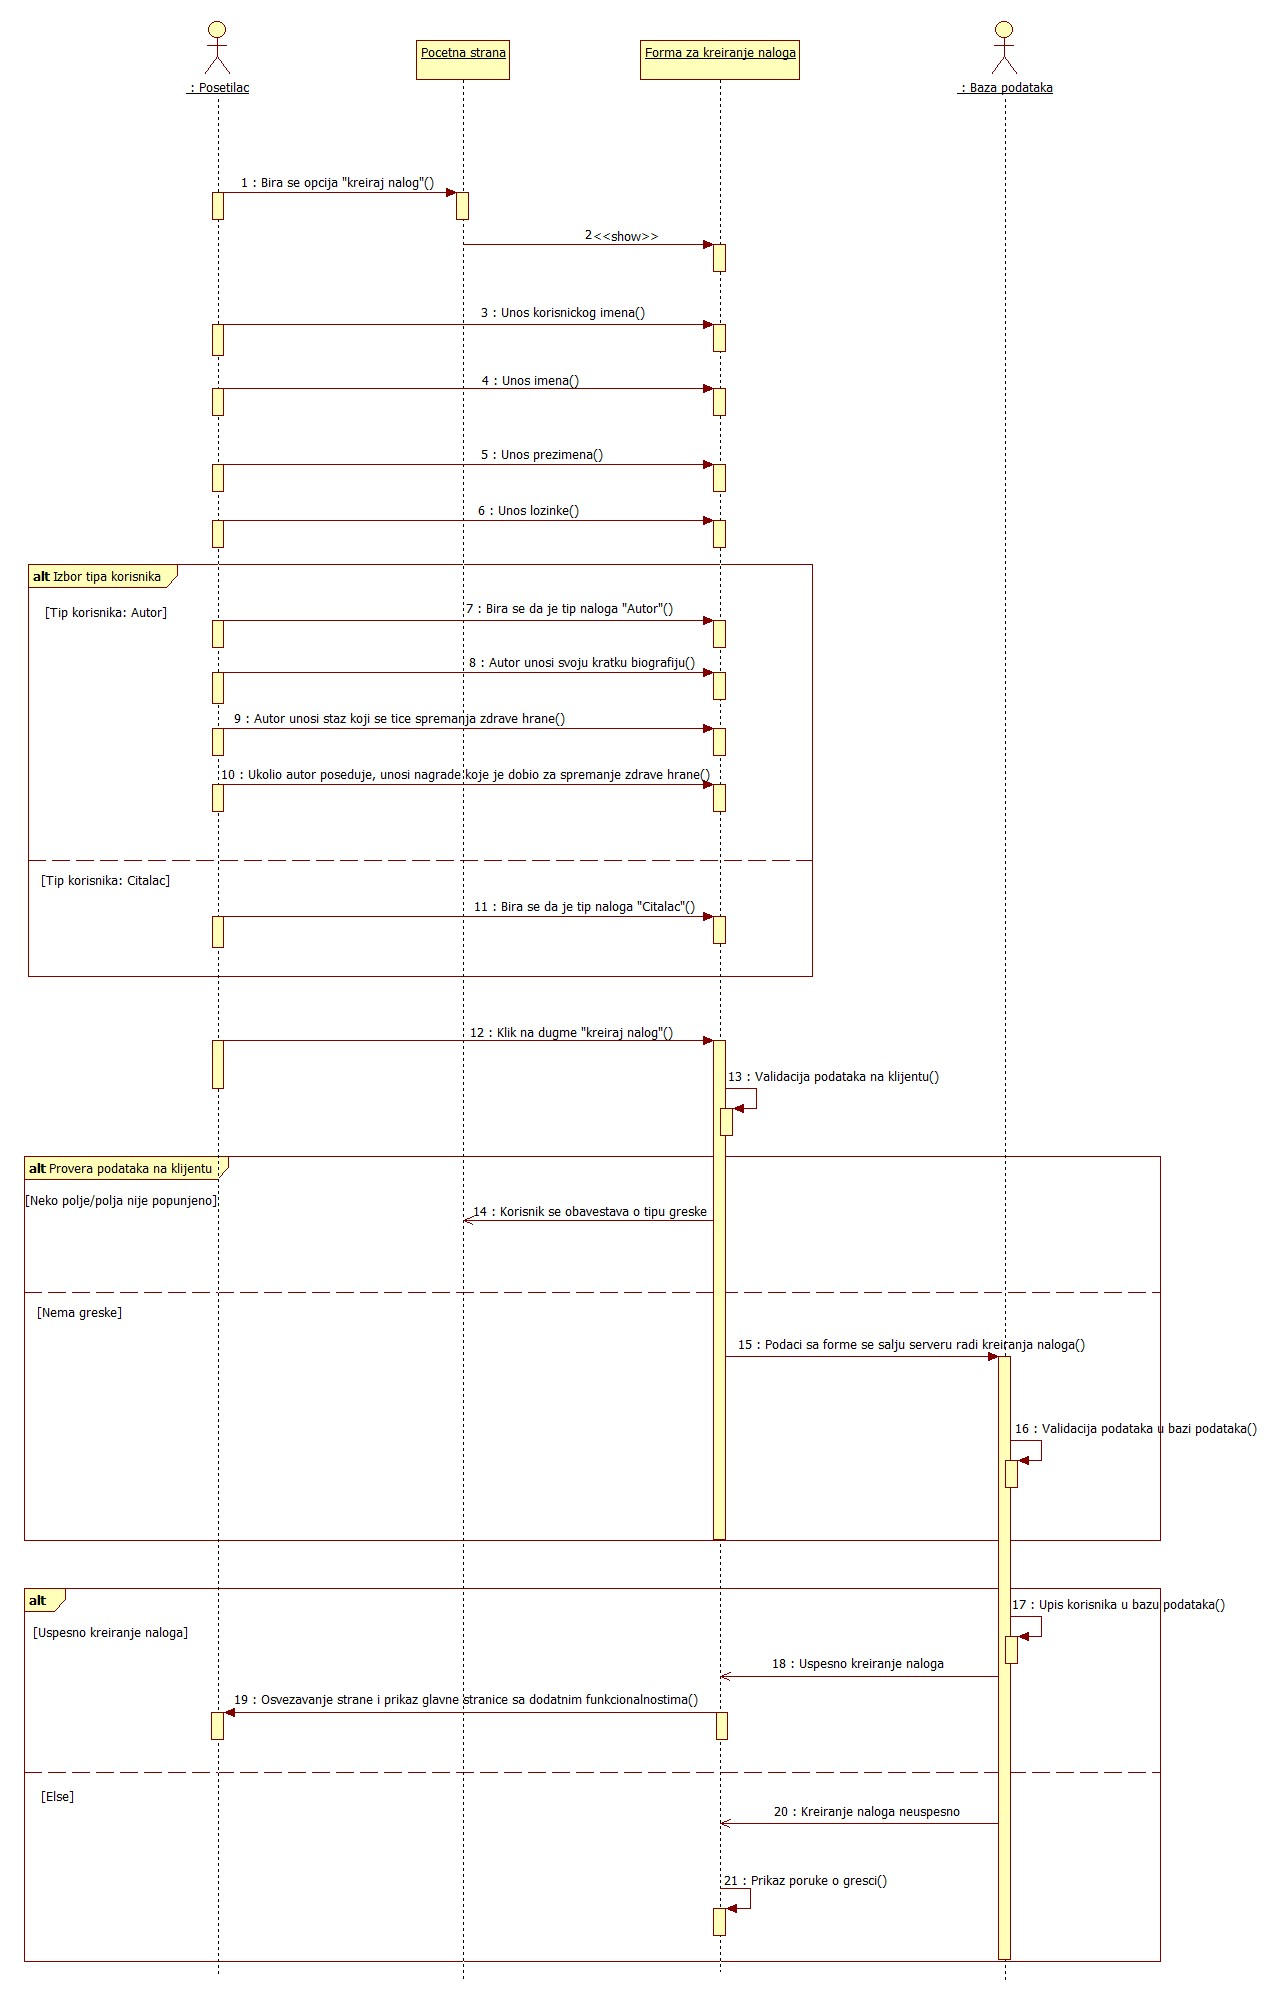 : Posetilac
Pocetna strana
Forma za kreiranje naloga
: Baza podataka
1 : Bira se opcija "kreiraj nalog"()
2<<show>>
3 : Unos korisnickog imena()
4 : Unos imena()
5 : Unos prezimena()
6 : Unos lozinke()
alt Izbor tipa korisnika
[Tip korisnika: Autor]
7 : Bira se da je tip naloga "Autor"()
8 : Autor unosi svoju kratku biografiju()
9 : Autor unosi staz koji se tice spremanja zdrave hrane()
10 : Ukolio autor poseduje, unosi nagrade koje je dobio za spremanje zdrave hrane()
[Tip korisnika: Citalac]
11 : Bira se da je tip naloga "Citalac"()
12 : Klik na dugme "kreiraj nalog"()
13 : Validacija podataka na klijentu()
alt Provera podataka na klijentu
[Neko polje/polja nije popunjeno]
14 : Korisnik se obavestava o tipu greske
[Nema greske]
15 : Podaci sa forme se salju serveru radi kreiranja naloga()
16 : Validacija podataka u bazi podataka()
alt
17 : Upis korisnika u bazu podataka()
[Uspesno kreiranje naloga]
18 : Uspesno kreiranje naloga
19 : Osvezavanje strane i prikaz glavne stranice sa dodatnim funkcionalnostima()
[Else]
20 : Kreiranje naloga neuspesno
21 : Prikaz poruke o gresci()